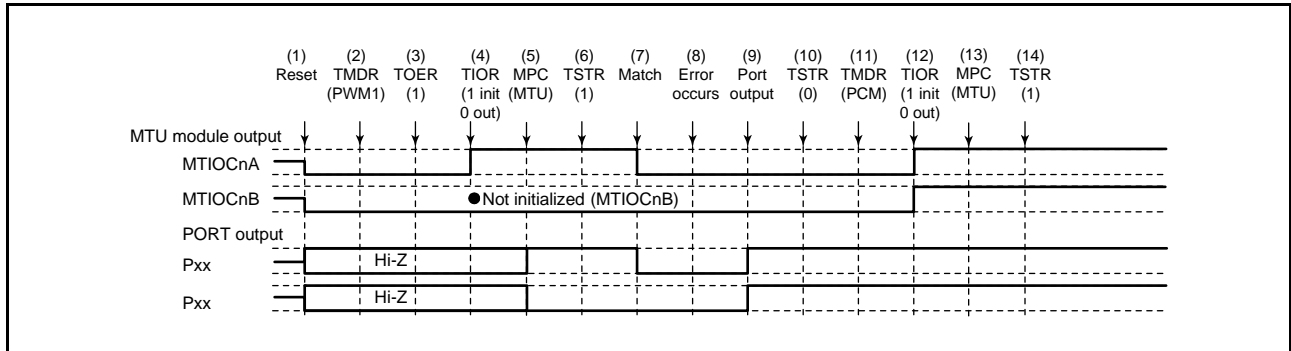 (1) (2) (3) (4) (5) (6) (7) (8) (9) (10) (11) (12) (13) (14)
Reset TMDR TOER TIOR MPC TSTR Match Error Port TSTR TMDR TIOR MPC TSTR
(PWM1) (1) (1 init (MTU) (1) occurs output (0) (PCM) (1 init (MTU) (1)
0 out) 0 out)
MTU module output
MTIOCnA
MTIOCnB ●Not initialized (MTIOCnB)
PORT output
Pxx Hi-Z
Pxx Hi-Z